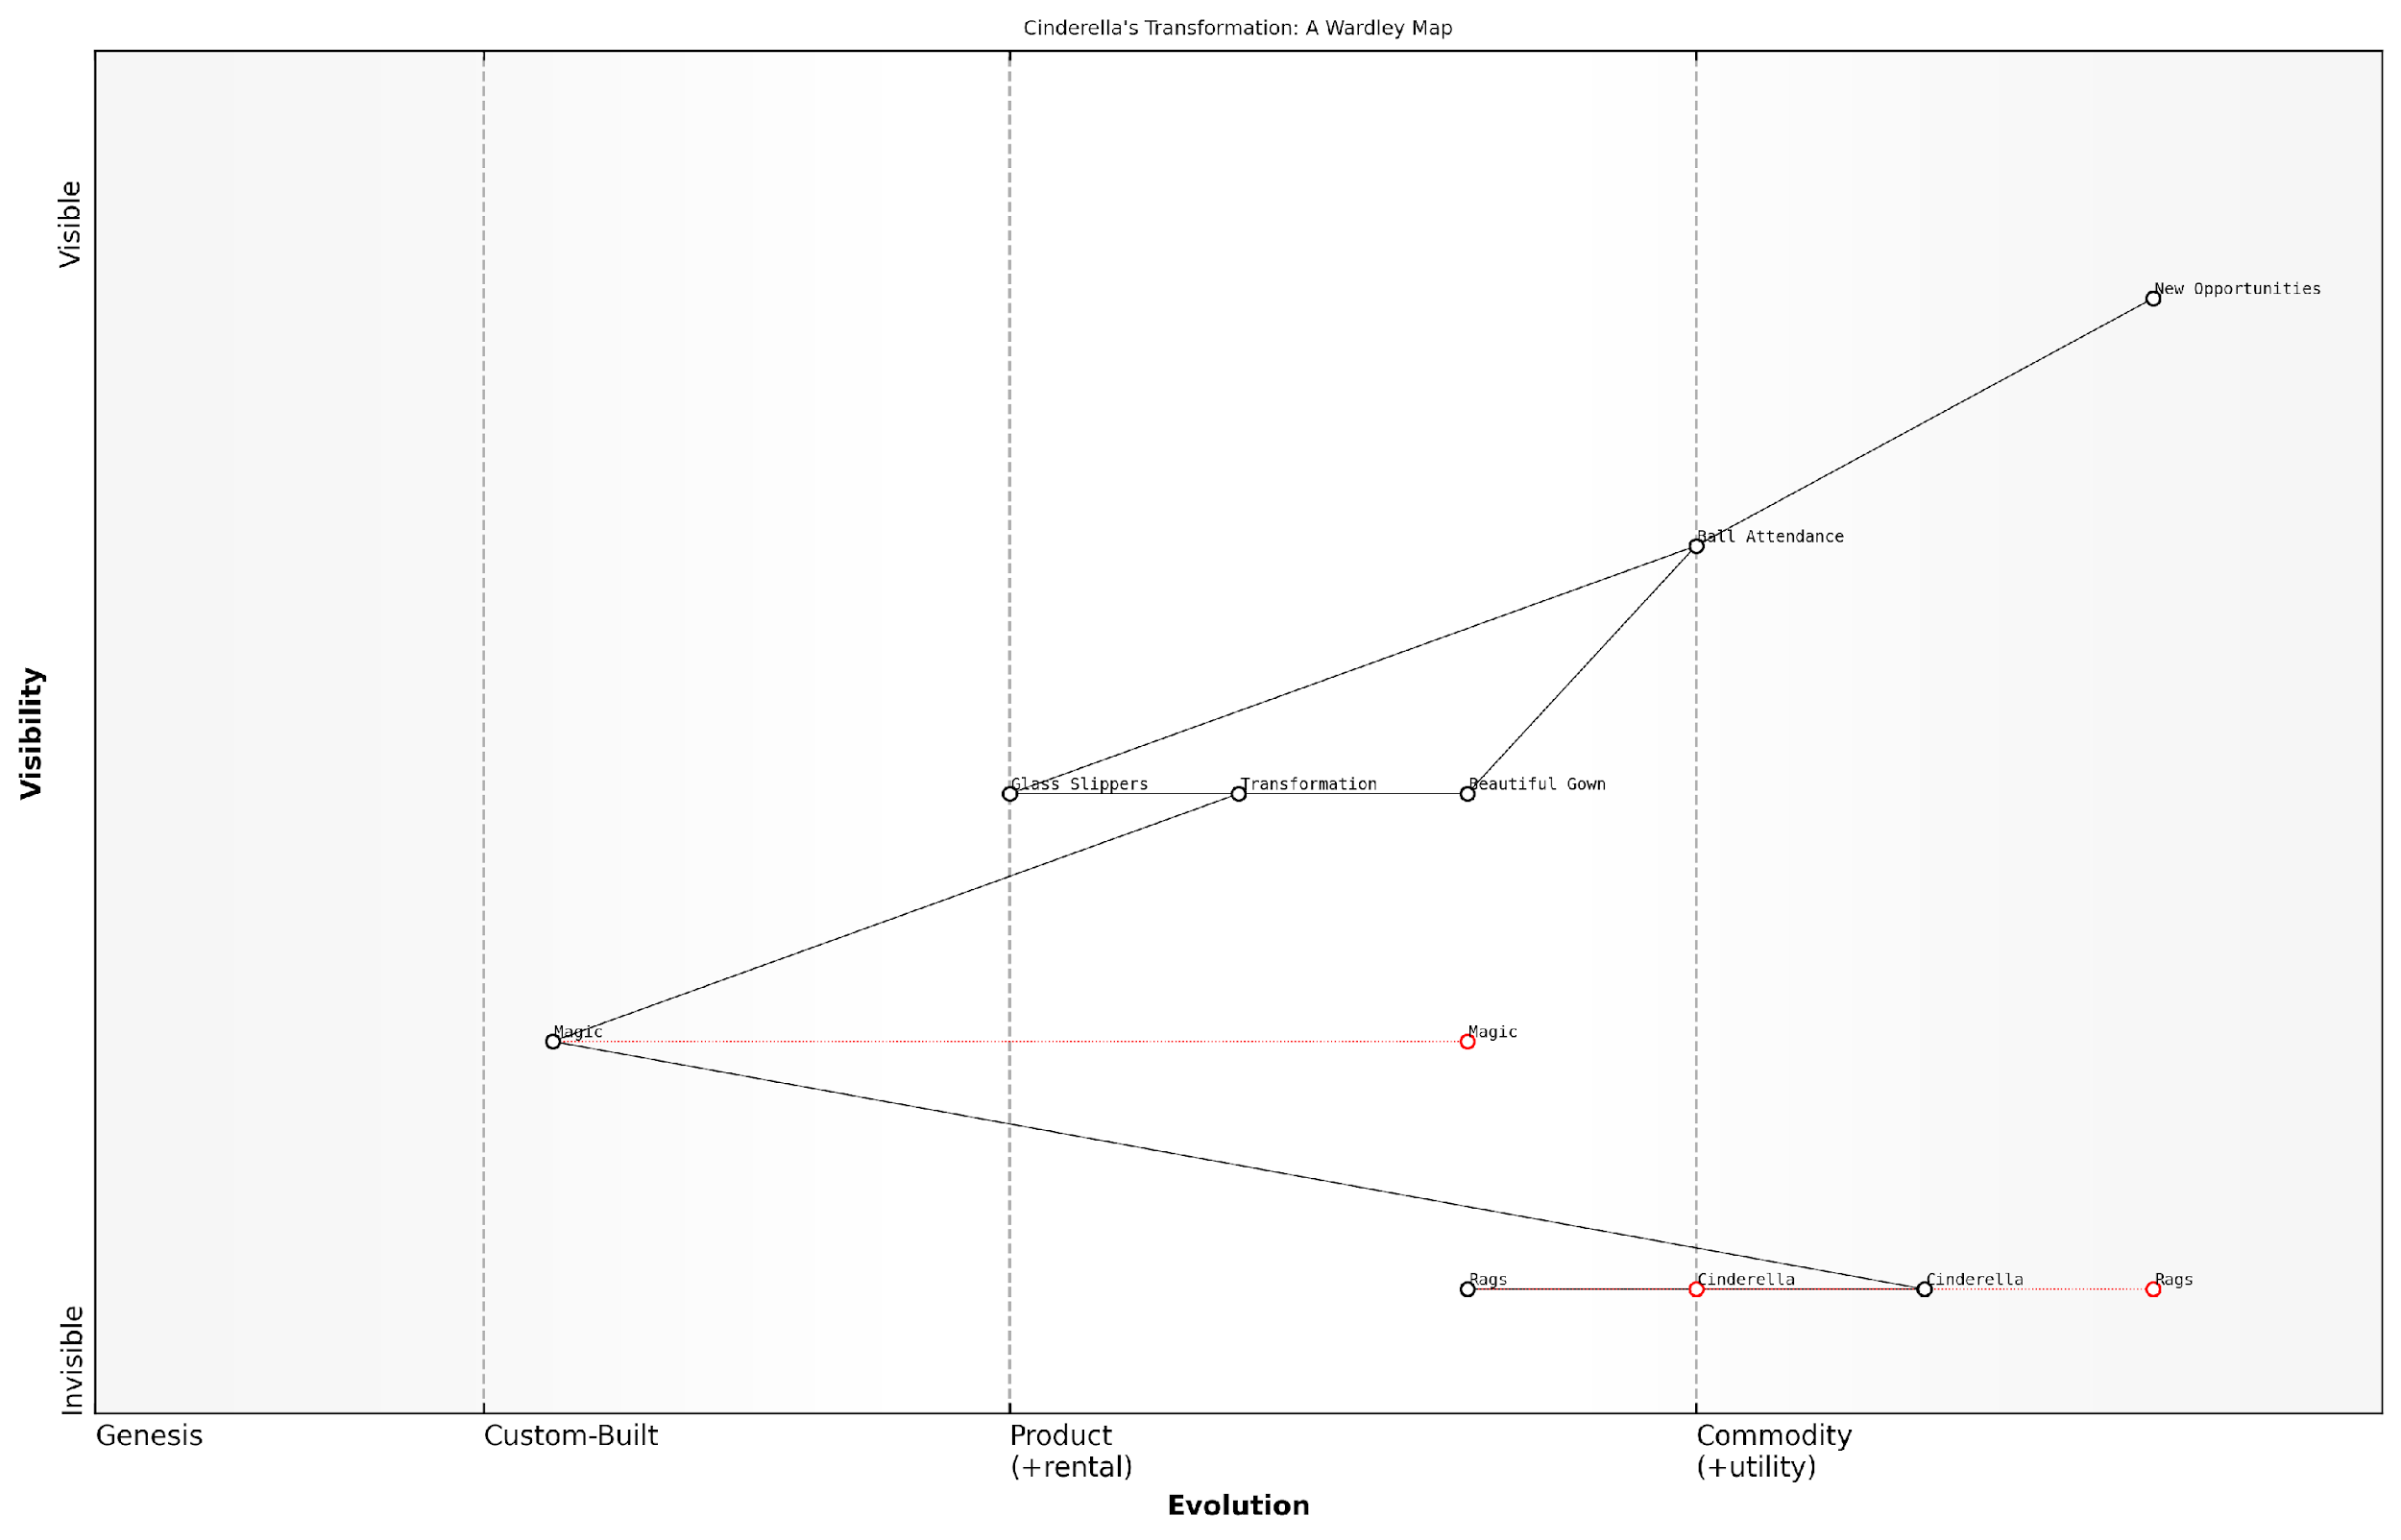 Cinderella's Transformation: A Wardley Map
Visible
New Opportunities
Ball Attendance
Visibility
Glass Slippers
Transformation
Beautiful Gown
Magic
Magic
Rags
Cinderella
Cinderella
Rags
Invisible
Genesis
Custom-Built
Product
(+rental)
Commodity
(+utility)
Evolution